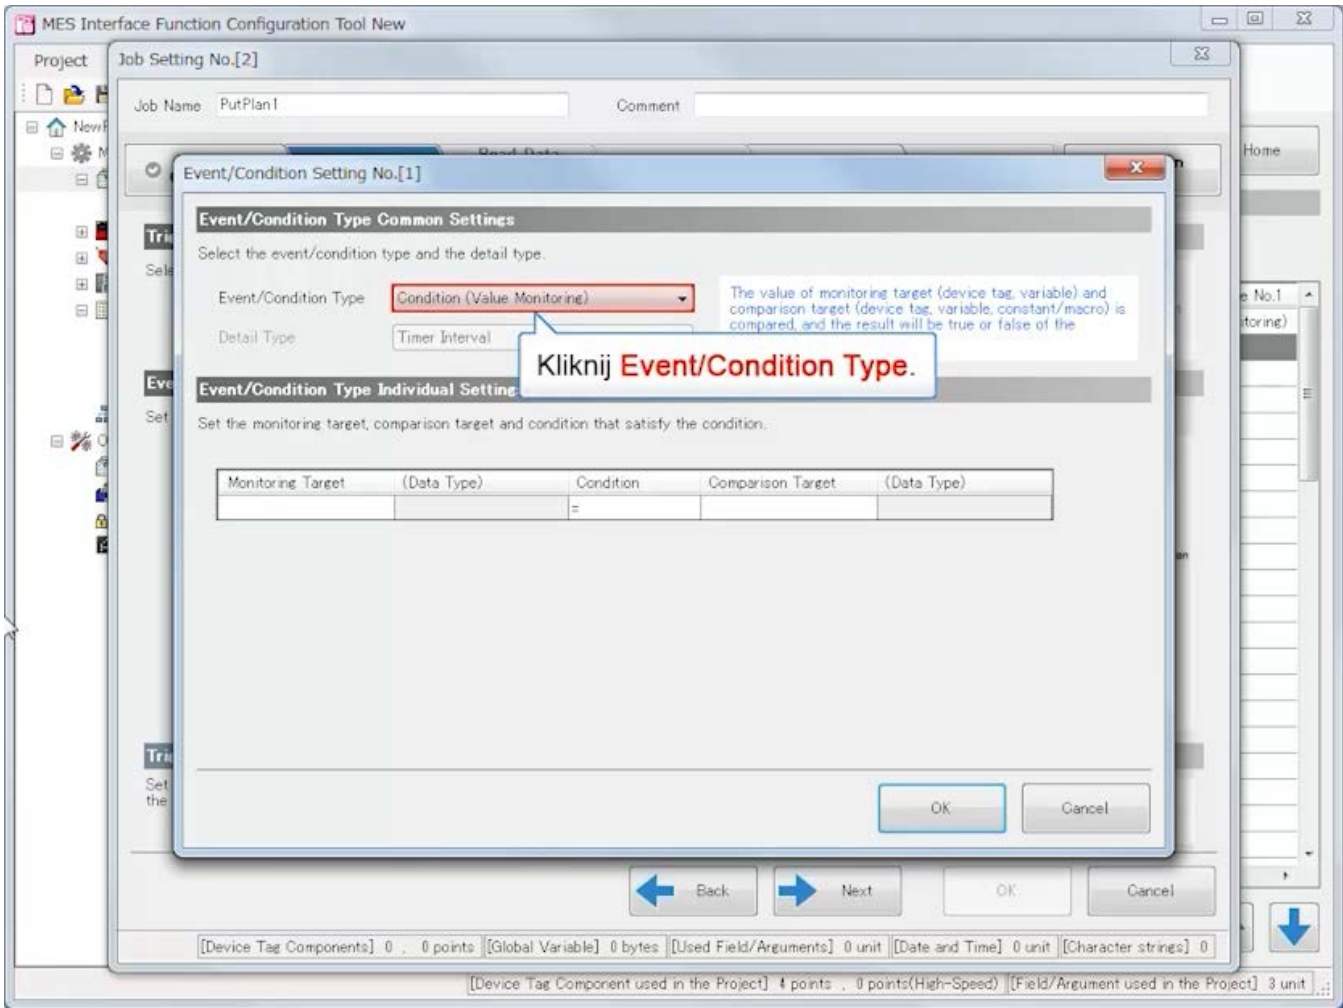 MES Interface Function Configuration Tool New
Project
Job Setting No.[2]
Job Name PutPlan1 Comment
Home
Event/Condition Setting No.[1]
Event/Condition Type Common Settings
Select the event/condition type and the detail type.
Event/Condition Type Condition (Value Monitoring)
The value of monitoring target (device tag, variable) and
comparison target (device tag, variable, constant/macro) is
compared, and the result will be true or false of the
Detail Type Timer Interval
Kliknij Event/Condition Type.
Event/Condition Type Individual Setting
Set the monitoring target, comparison target and condition that satisfy the condition.
Monitoring Target (Data Type) Condition Comparison Target (Data Type)
=
Set
the
OK Cancel
Back Next OK Cancel
[Device Tag Components] 0 , 0 points [Global Variable] 0 bytes [Used Field/Arguments] 0 unit [Date and Time] 0 unit [Character strings] 0
[Device Tag Component used in the Project] 4 points , 0 points(High-Speed) [Field/Argument used in the Project] 3 unit